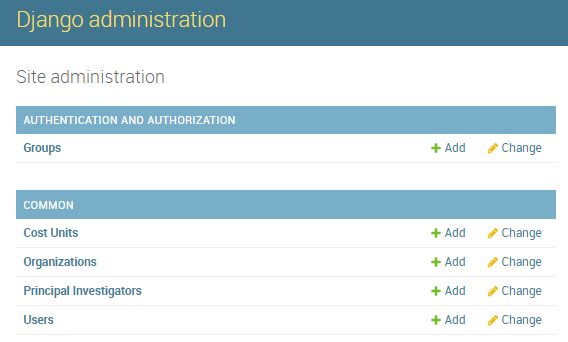 Django administration
Site administration
AUTHENTICATION AND AUTHORIZATION
Groups Add Change
COMMON
Cost Units Add Change
Organizations Add Change
Principal Investigators Add Change
Users Add Change